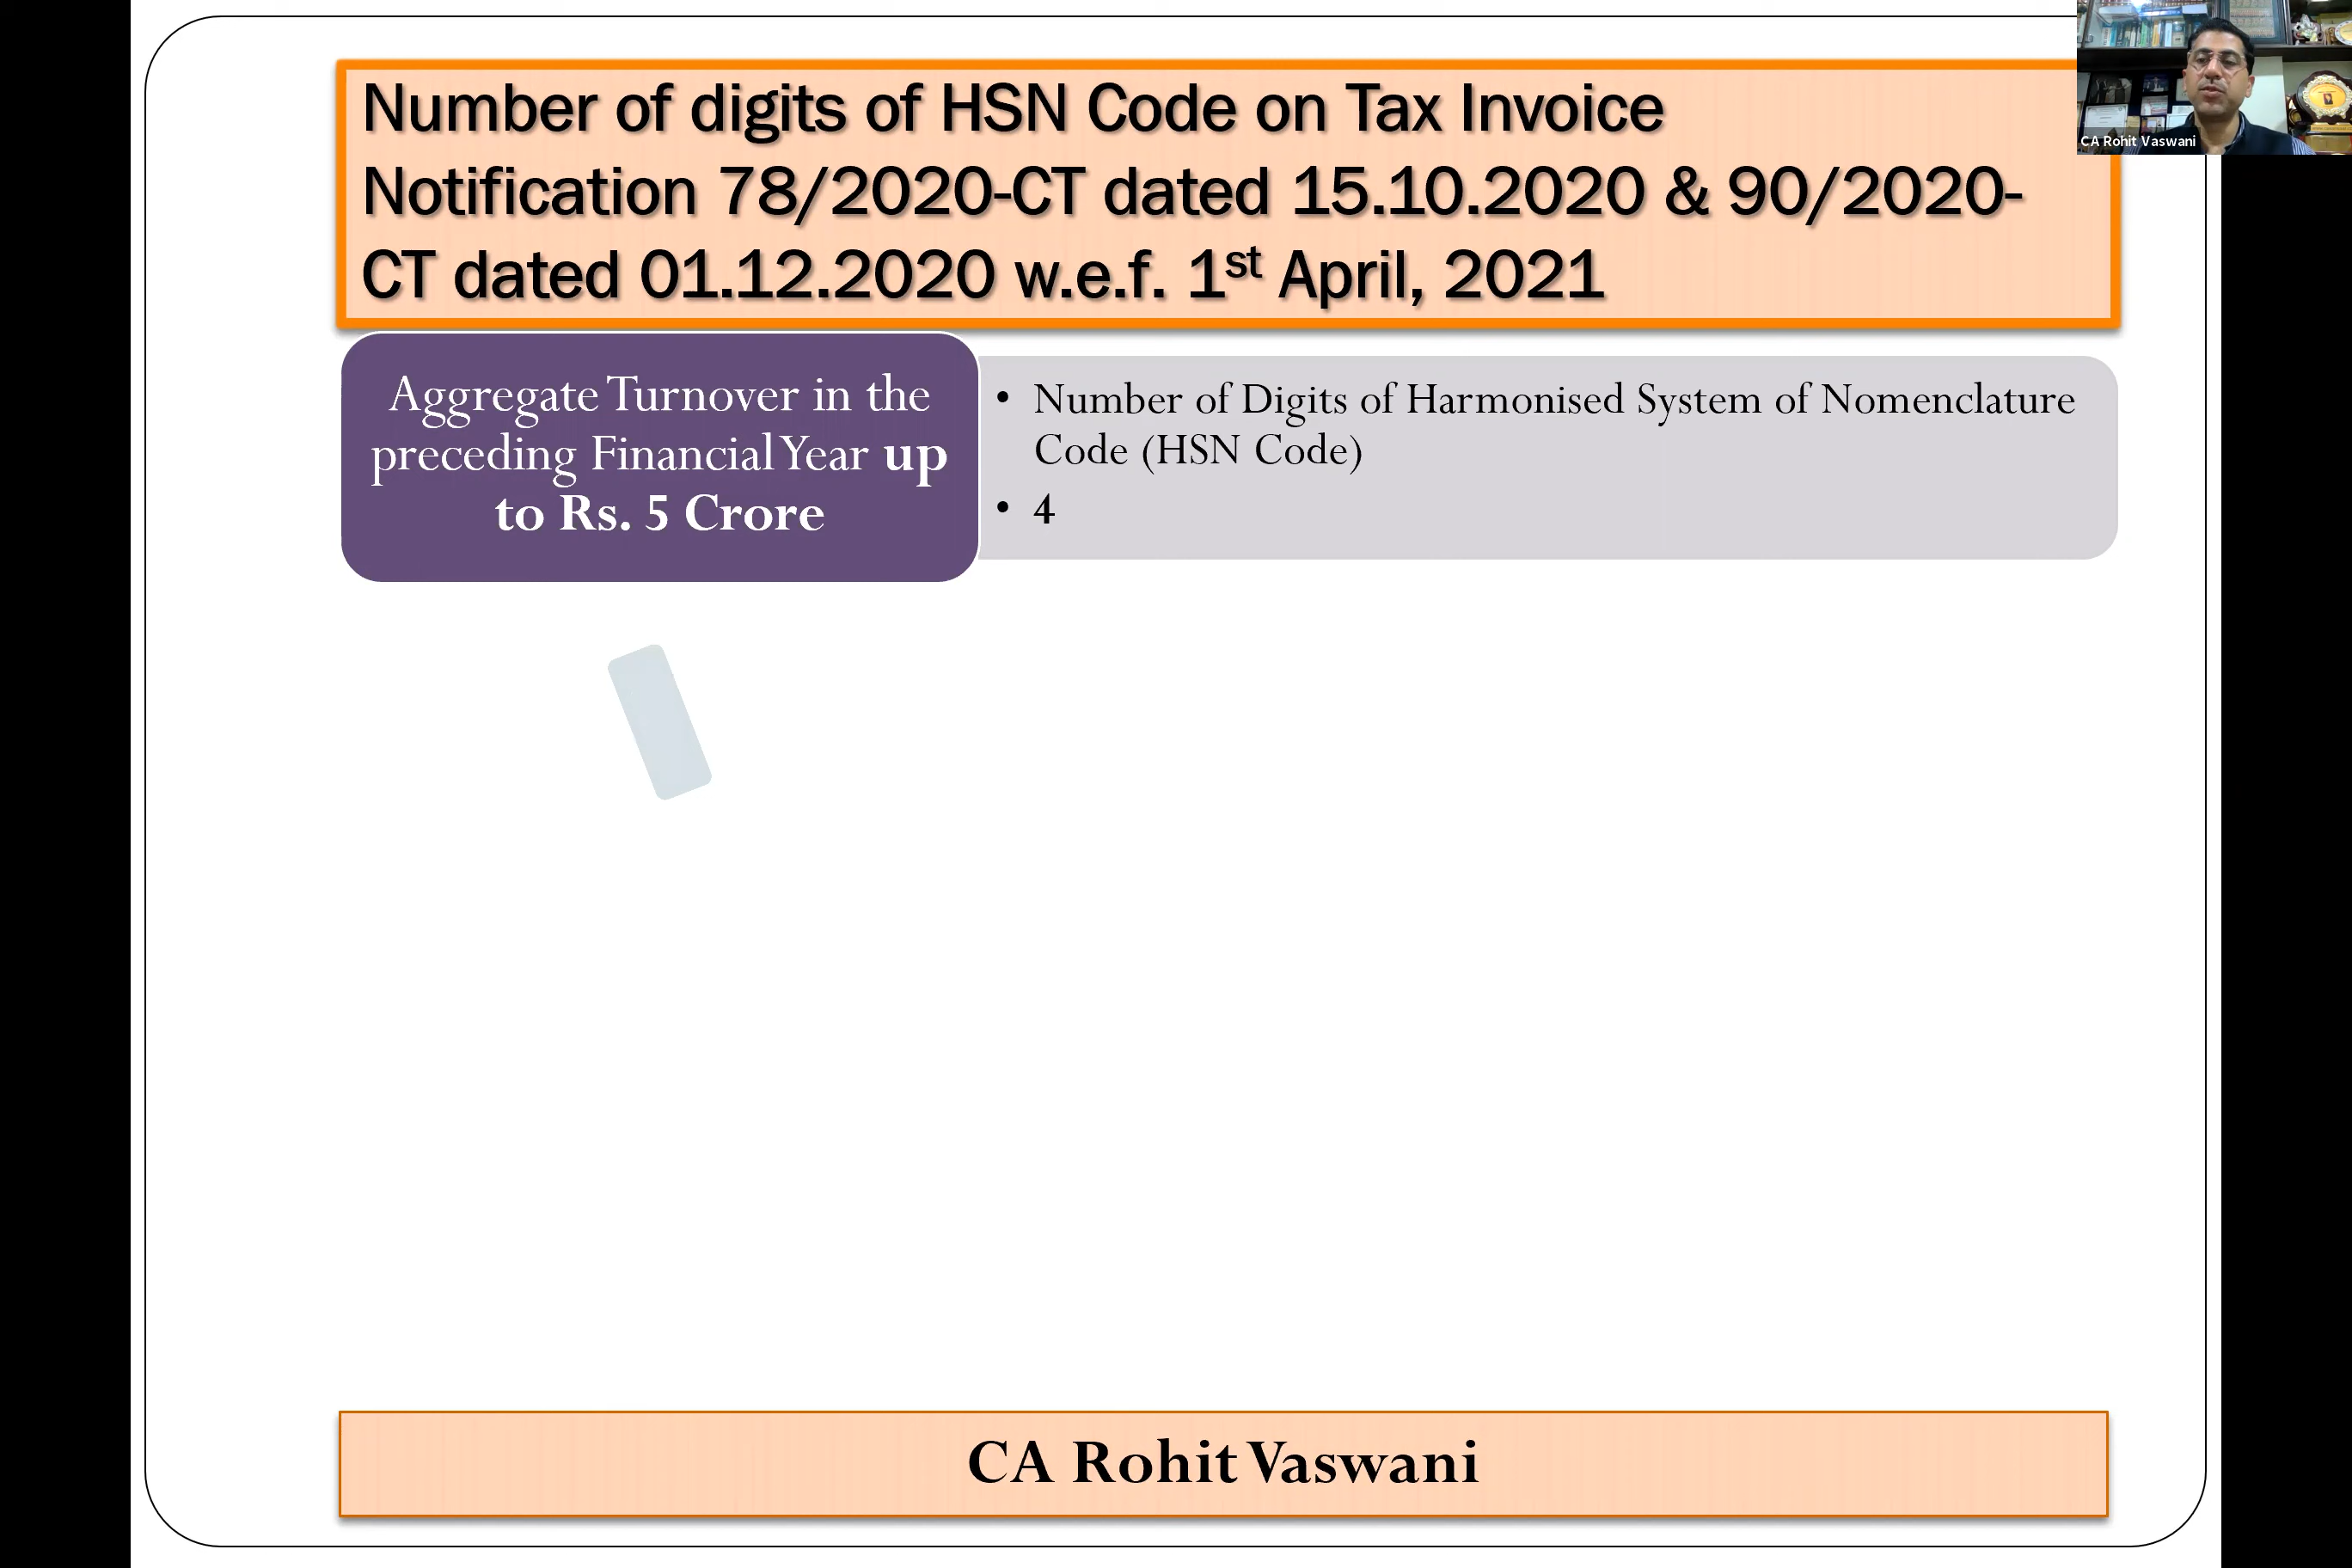 Number of digits of HSN Code on Tax Invoice
Notification 78/2020-CT dated 15.10.2020 & 90/2020-
CT dated 01.12.2020 w.e.f. 1st April, 2021
CA Rohit Vaswani
Aggregate Turnover in the
preceding Financial Year up
to Rs. 5 Crore
• Number of Digits of Harmonised System of Nomenclature
Code (HSN Code)
• 4
CA Rohit Vaswani